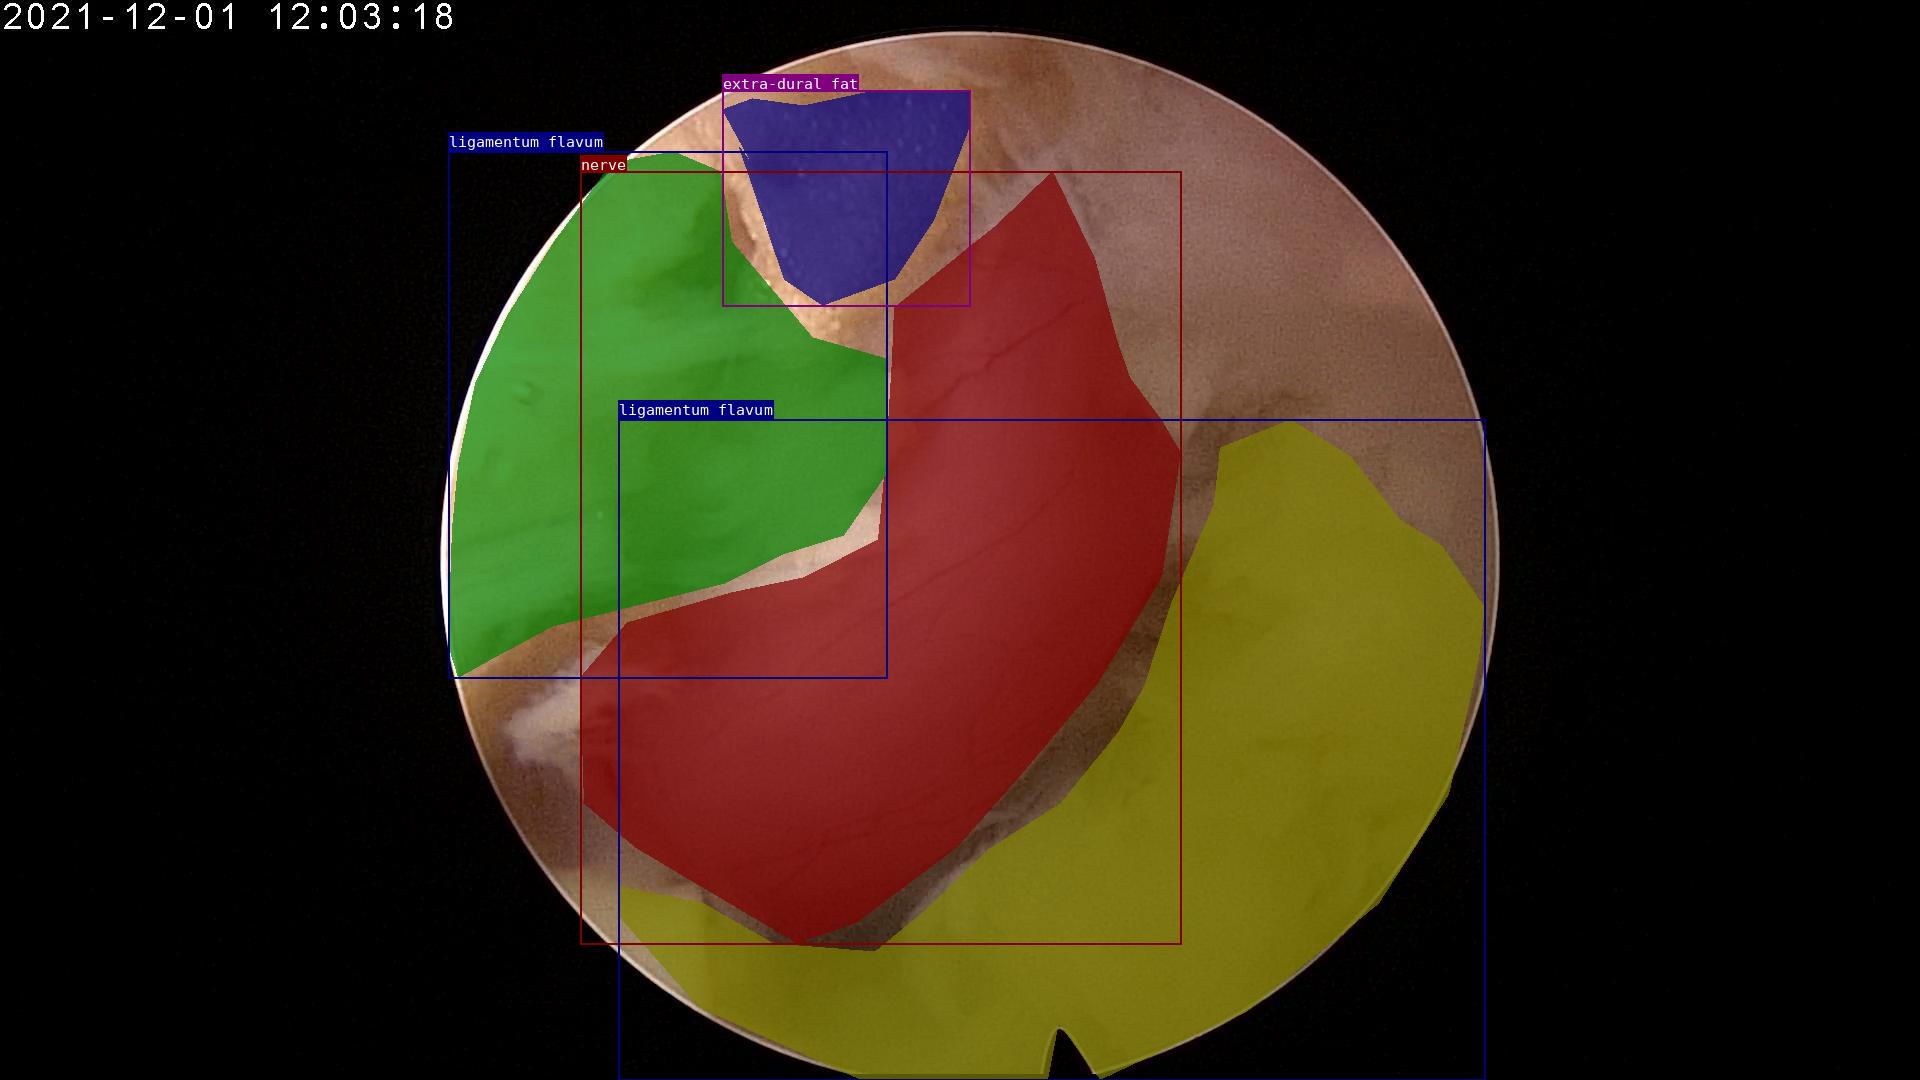 2021-12-01 12:03:18
extra-dural fat
ligamentum flavum
nerve
ligamentum flavum